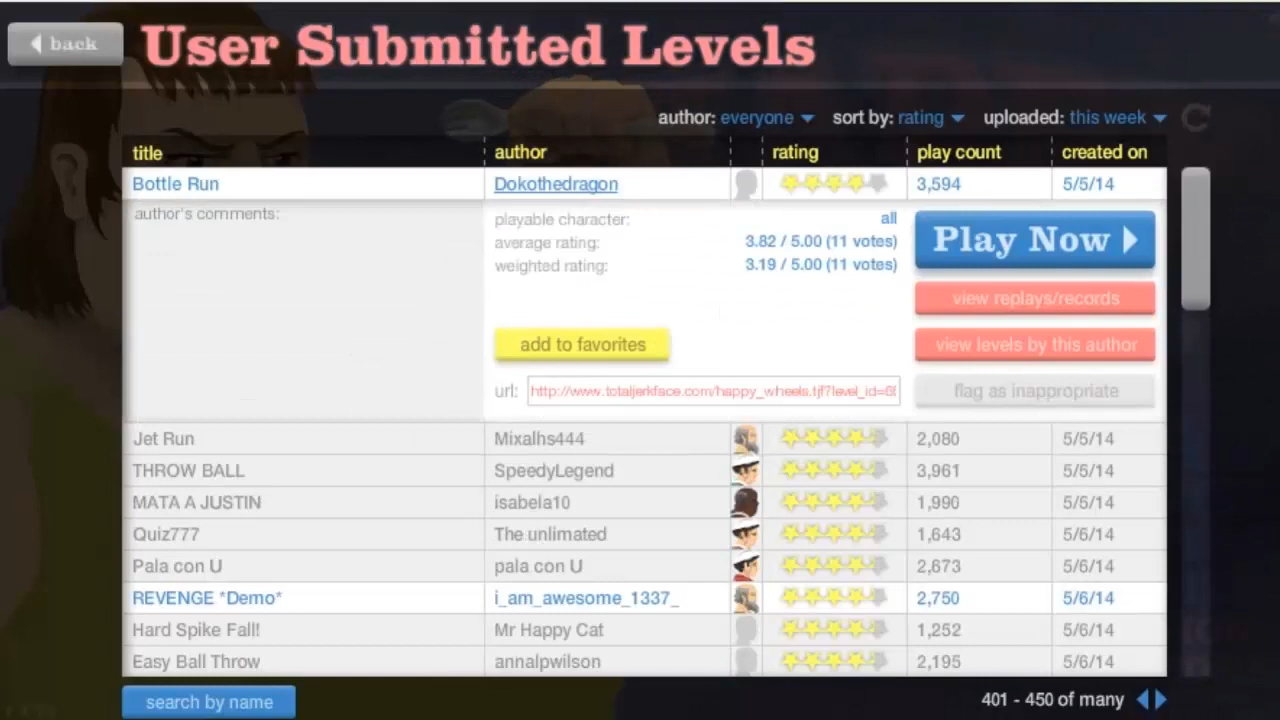 back
User Submitted Levels
author: everyone sort by: rating uploaded: this week
title author rating play count created on
Bottle Run Dokothedragon 3,594 5/5/14
author's comments:
playable character: all
average rating: 3.82 / 5.00 (11 votes)
weighted rating: 3.19 / 5.00 (11 votes)
Play Now
view replays/records
add to favorites
view levels by this author
url: http://www.totaljerkface.com/happy_wheels.tjf?level_id=
flag as inappropriate
Jet Run Mixalhs444 2,080 5/5/14
THROW BALL SpeedyLegend 3,961 5/5/14
MATA A JUSTIN isabela10 1,990 5/5/14
Quiz777 The unlimated 1,643 5/6/14
Pala con U pala con U 2,673 5/6/14
REVENGE *Demo* i_am_awesome_1337_ 2,750 5/6/14
Hard Spike Fall! Mr Happy Cat 1,252 5/6/14
Easy Ball Throw annalpwilson 2,195 5/6/14
search by name
401 - 450 of many